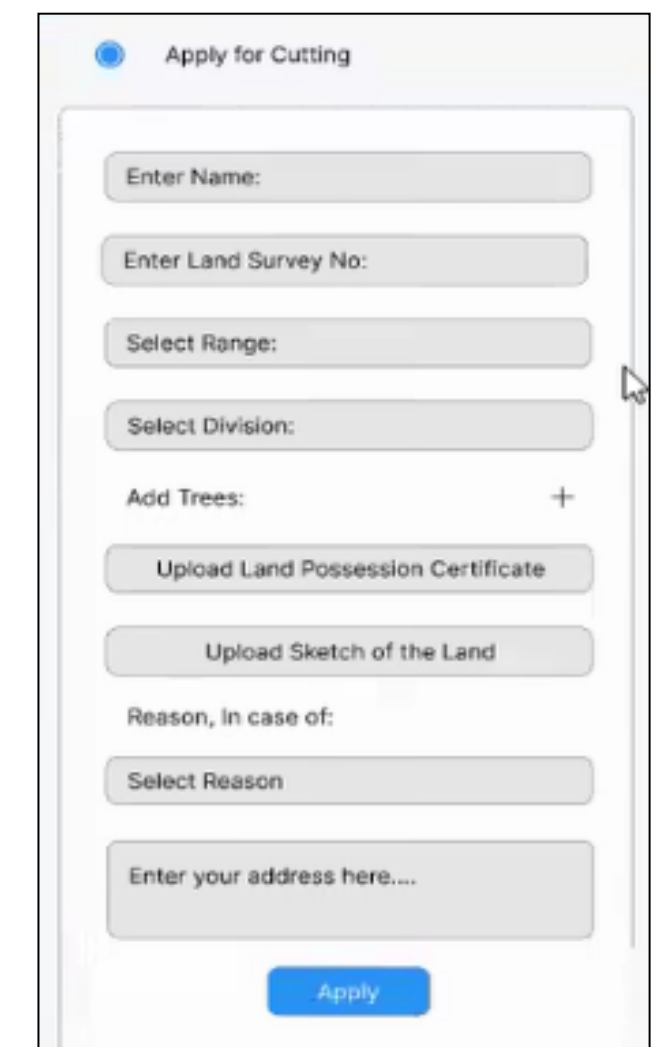 Apply for Cutting
Enter Name:
Enter Land Survey No:
Select Range:
Select Division:
Add Trees: +
Upload Land Possession Certificate
Upload Sketch of the Land
Reason, In case of:
Select Reason
Enter your address here....
Apply